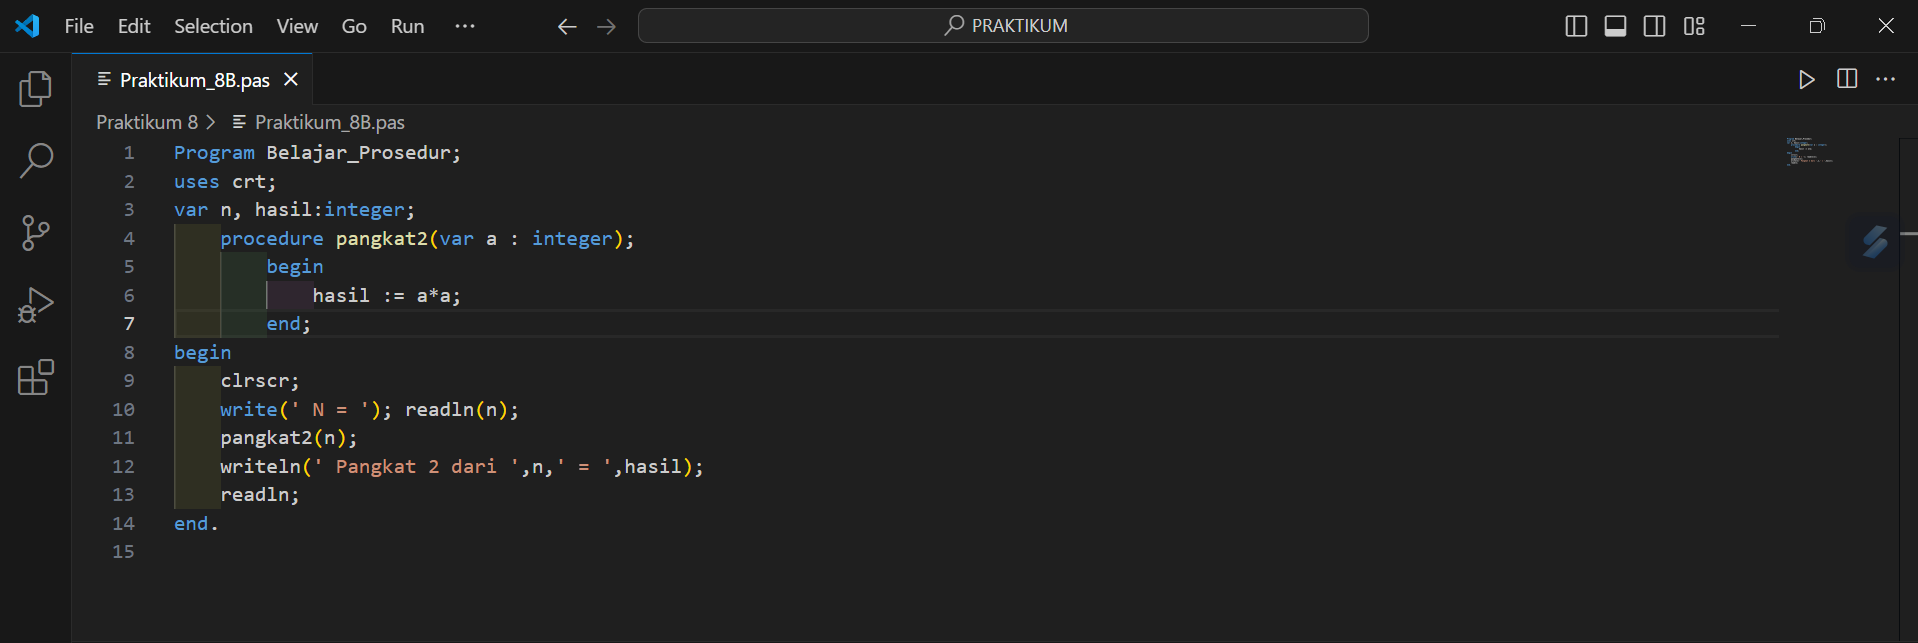 File Edit Selection View Go Run ··· PRAKTIKUM
Praktikum_8B.pas
Praktikum 8 > Praktikum_8B.pas
1 Program Belajar_Prosedur;
2 uses crt;
3 var n, hasil:integer;
4 procedure pangkat2(var a : integer);
5 begin
6 hasil := a*a;
7 end;
8 begin
9 clrscr;
10 write(' N = '); readln(n);
11 pangkat2(n);
12 writeln(' Pangkat 2 dari ',n,' = ',hasil);
13 readln;
14 end.
15